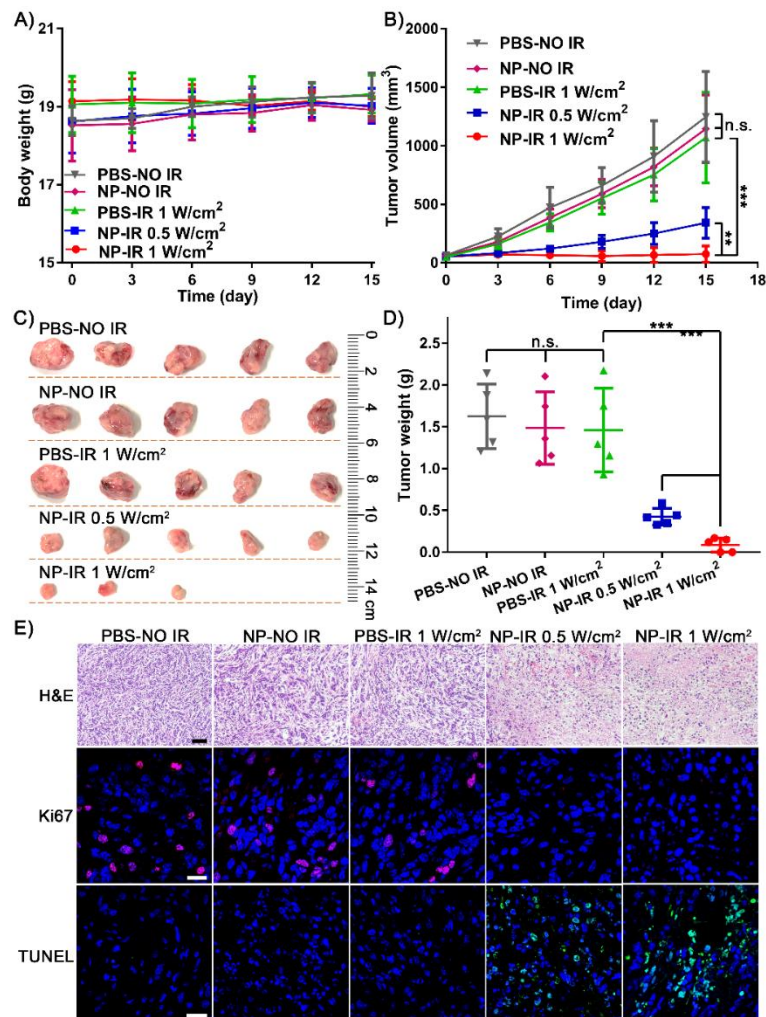 A)
Body weight (g)
23
21
19
17
15
PBS-NO IR
NP-NO IR
PBS-IR 1 W/cm²
NP-IR 0.5 W/cm²
NP-IR 1 W/cm²
0 3 6 9 12 15
Time (day)
B)
Tumor volume (mm³)
2000
1500
1000
500
0
PBS-NO IR
NP-NO IR
PBS-IR 1 W/cm²
NP-IR 0.5 W/cm²
NP-IR 1 W/cm²
n.s.
***
**
0 3 6 9 12 15 18
Time (day)
C)
PBS-NO IR
NP-NO IR
PBS-IR 1 W/cm²
NP-IR 0.5 W/cm²
NP-IR 1 W/cm²
0
2
4
6
8
10
12
14 cm
D)
Tumor weight (g)
2.5
2.0
1.5
1.0
0.5
0.0
n.s.
***
***
PBS-NO IR
NP-NO IR
PBS-IR 1 W/cm²
NP-IR 0.5 W/cm²
NP-IR 1 W/cm²
E)
PBS-NO IR NP-NO IR PBS-IR 1 W/cm² NP-IR 0.5 W/cm² NP-IR 1 W/cm²
H&E
Ki67
TUNEL